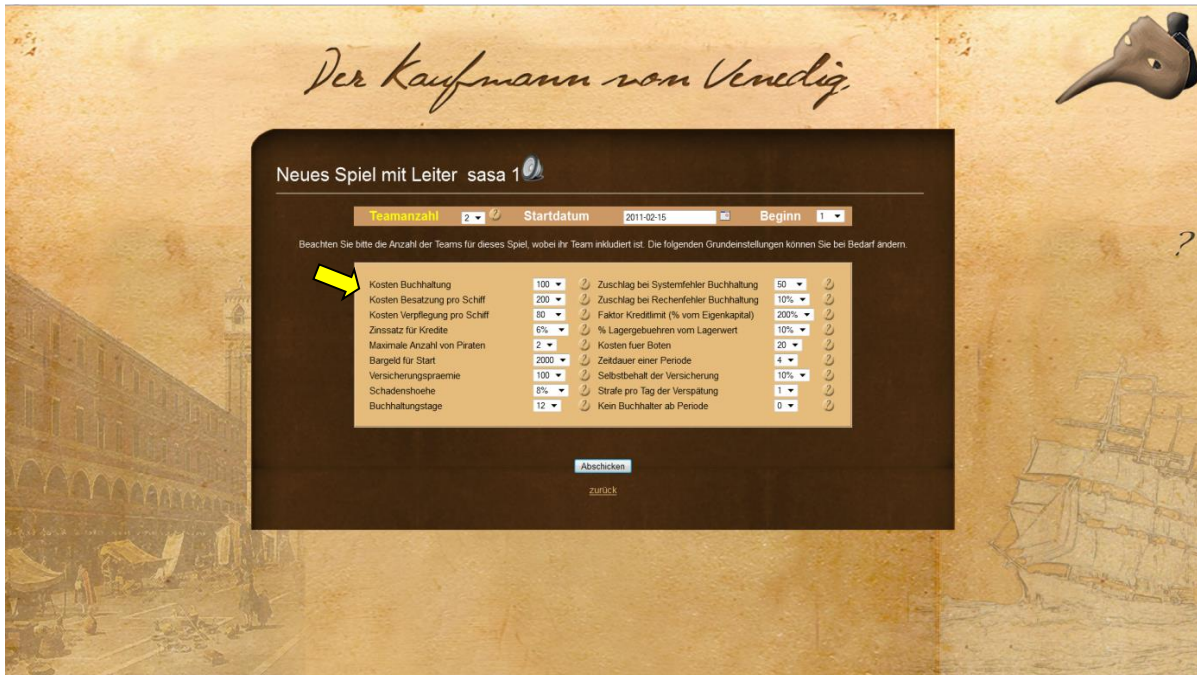 Der Kaufmann von Venedig.
Neues Spiel mit Leiter sasa 1
Teamanzahl 2 Startdatum 2011-02-15 Beginn 1
Beachten Sie bitte die Anzahl der Teams für dieses Spiel, wobei ihr Team inkludiert ist. Die folgenden Grundeinstellungen können Sie bei Bedarf ändern.
Kosten Buchhaltung 100 Zuschlag bei Systemfehler Buchhaltung 50
Kosten Besatzung pro Schiff 200 Zuschlag bei Rechenfehler Buchhaltung 10%
Kosten Verpflegung pro Schiff 80 Faktor Kreditlimit (% vom Eigenkapital) 200%
Zinssatz für Kredite 6% % Lagergebuehren vom Lagerwert 10%
Maximale Anzahl von Piraten 2 Kosten fuer Boten 20
Bargeld für Start 2000 Zeitdauer einer Periode 4
Versicherungspraemie 100 Selbstbehalt der Versicherung 10%
Schadenshoehe 8% Strafe pro Tag der Verspätung 1
Buchhaltungstage 12 Kein Buchhalter ab Periode 0
Abschicken
zurück
?